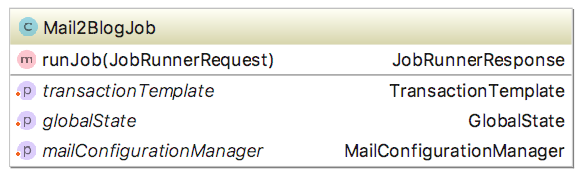 C Mail2BlogJob
m runJob(JobRunnerRequest) JobRunnerResponse
p transactionTemplate TransactionTemplate
p globalState GlobalState
p mailConfigurationManager MailConfigurationManager